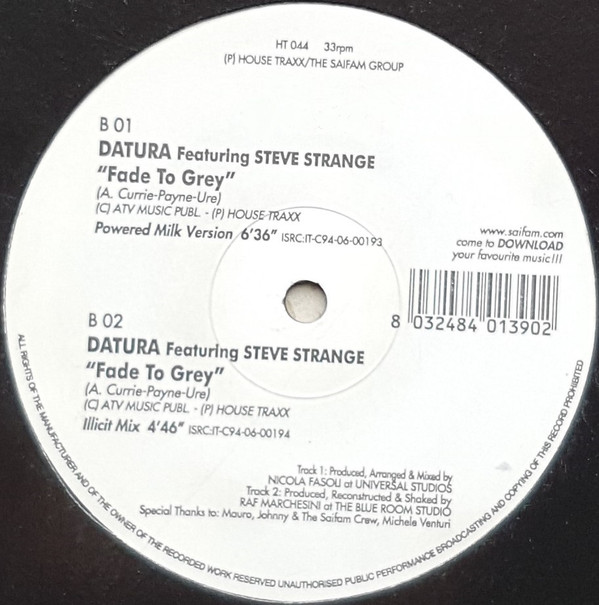 HT 044 33rpm
(P) HOUSE TRAXX/THE SAIFAM GROUP
B 01
DATURA Featuring STEVE STRANGE
"Fade To Grey"
(A. Currie-Payne-Ure)
(C) ATV MUSIC PUBL. - (P) HOUSE TRAXX
Powered Milk Version 6'36" ISRC:IT-C94-06-00193
www.saifam.com
come to DOWNLOAD
your favourite music!!!
8 032484 013902
B 02
DATURA Featuring STEVE STRANGE
"Fade To Grey"
(A. Currie-Payne-Ure)
(C) ATV MUSIC PUBL. - (P) HOUSE TRAXX
Illicit Mix 4'46" ISRC:IT-C94-06-00194
Track 1: Produced, Arranged & Mixed by
NICOLA FASOLI at UNIVERSAL STUDIOS
Track 2: Produced, Reconstructed & Shaked by
RAF MARCHESINI at THE BLUE ROOM STUDIO
Special Thanks to: Mauro, Johnny & The Saifam Crew, Michele Venturi
ALL RIGHTS OF THE MANUFACTURER AND OF THE OWNER OF THE RECORDED WORK RESERVED UNAUTHORISED PUBLIC PERFORMANCE BROADCASTING AND COPYING OF THIS RECORD PROHIBITED